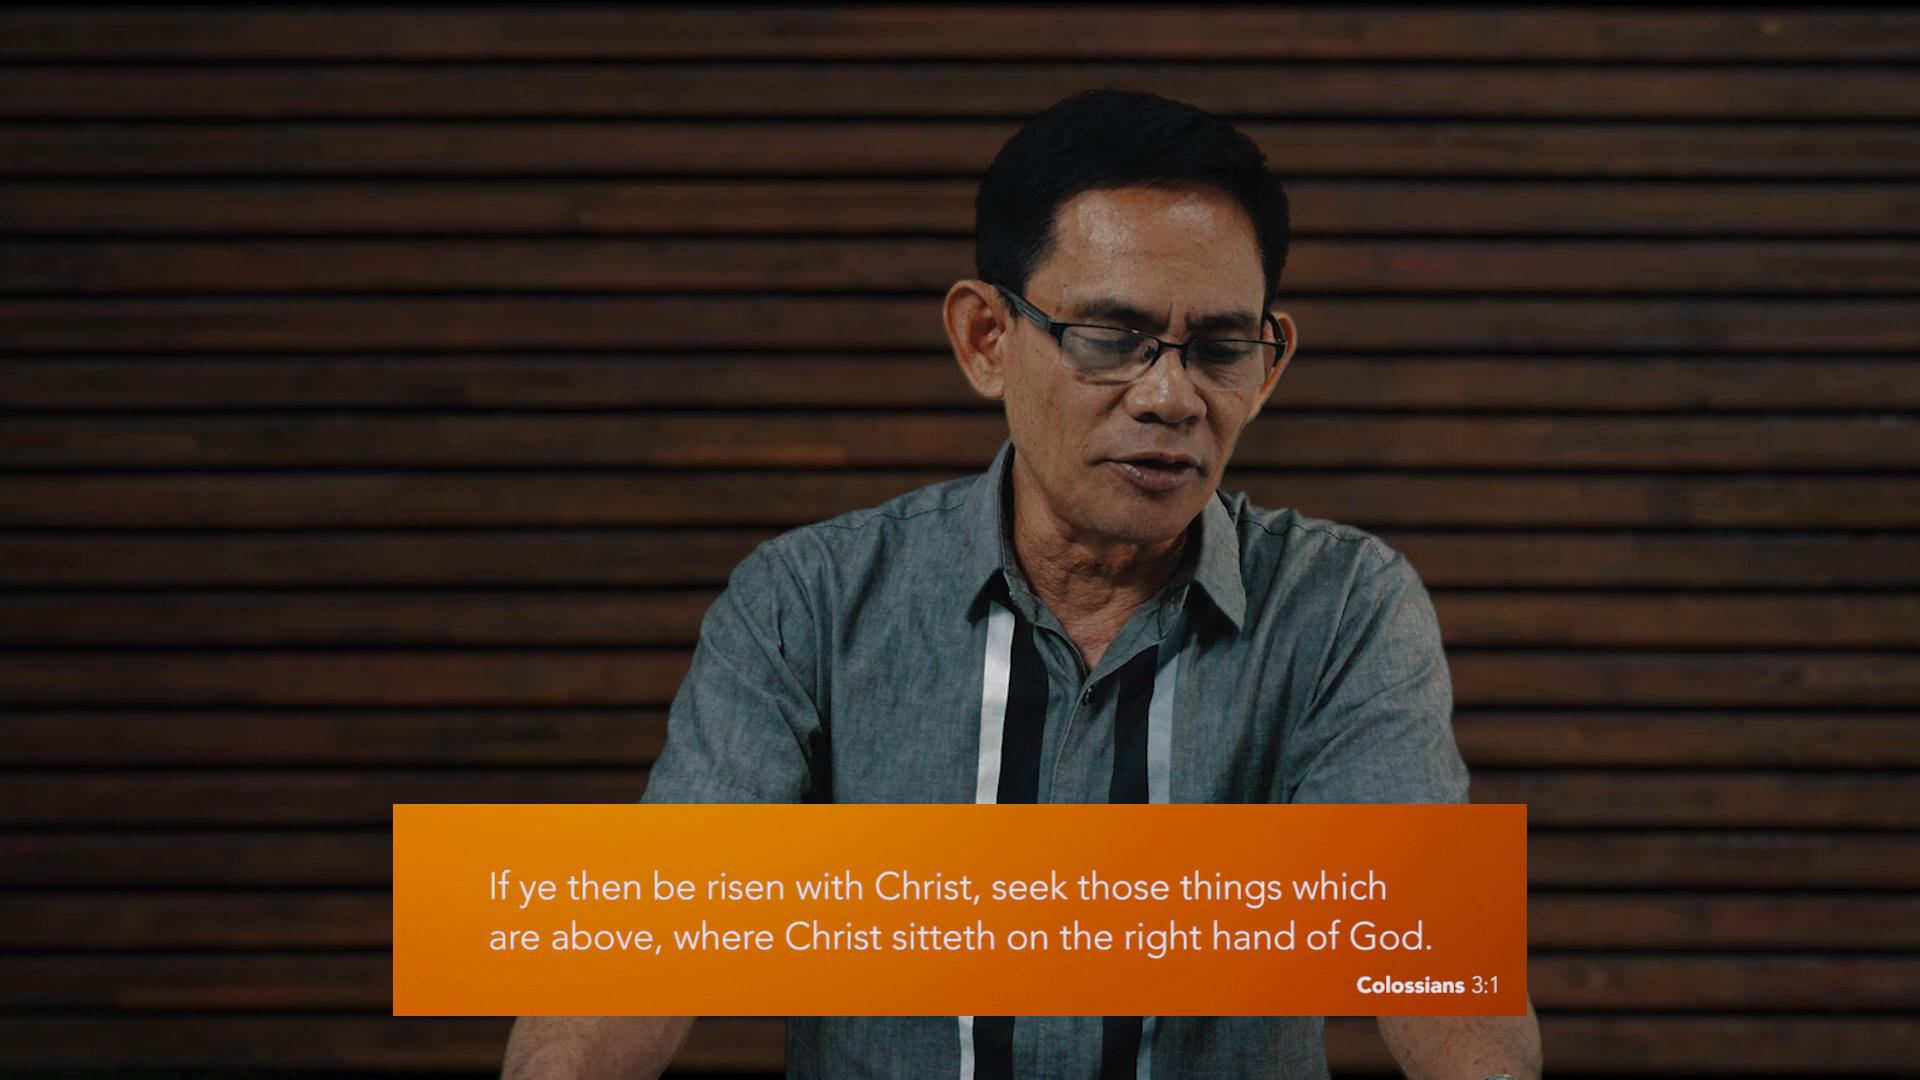 If ye then be risen with Christ, seek those things which
are above, where Christ sitteth on the right hand of God.
Colossians 3:1